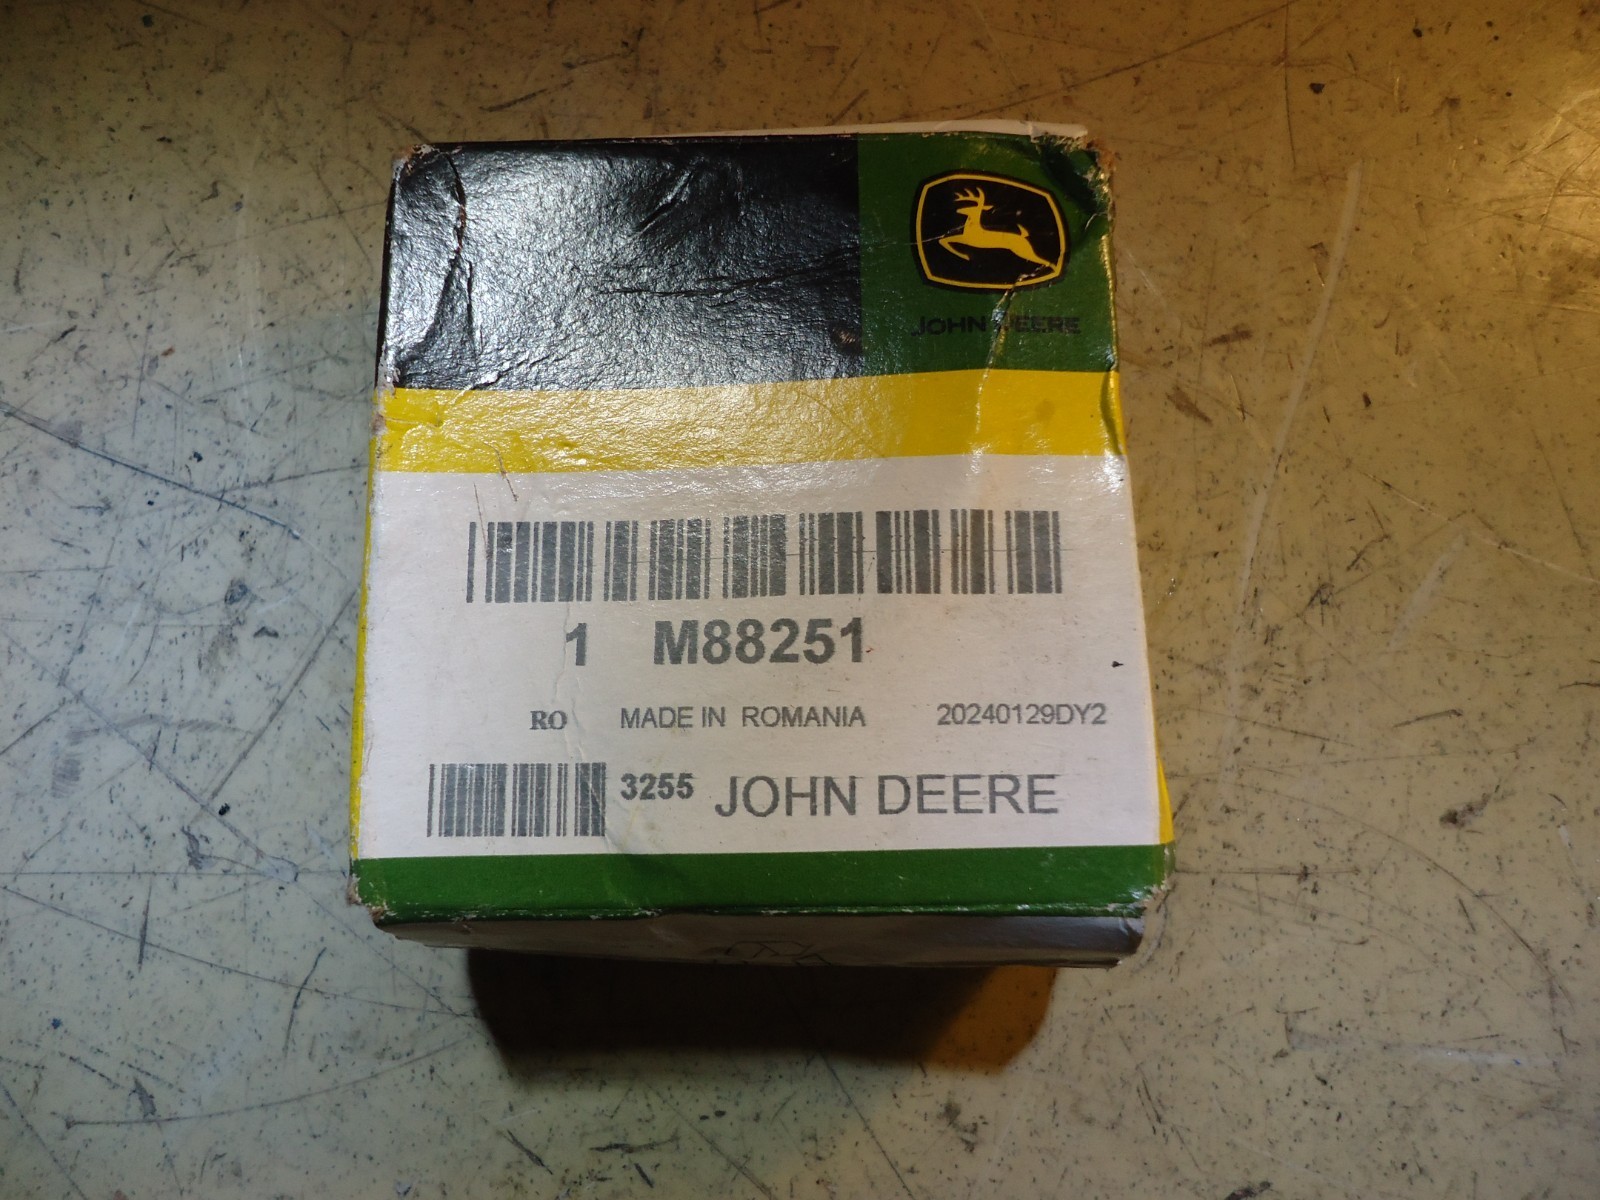 JOHN DEERE
1 M88251
RO MADE IN ROMANIA 20240129DY2
3255 JOHN DEERE